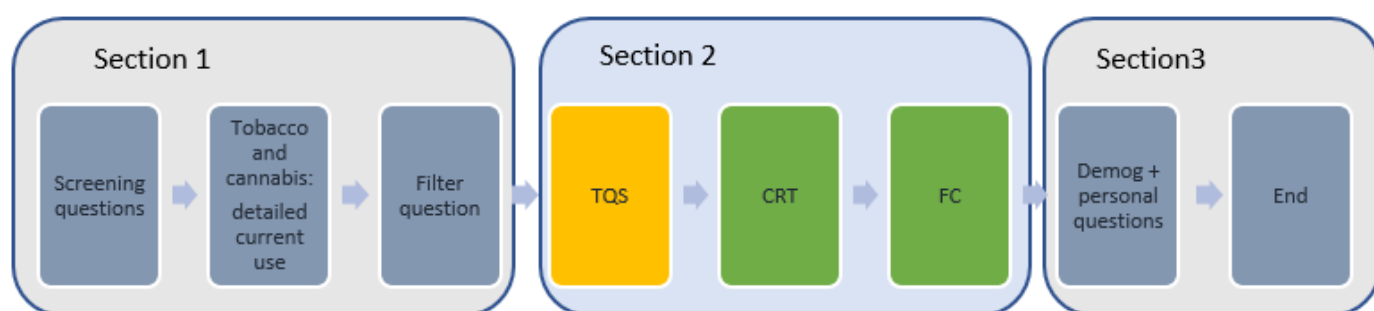 Section 1
Screening
questions
Tobacco
and
cannabis:
detailed
current
use
Filter
question
Section 2
TQS
CRT
FC
Section3
Demog +
personal
questions
End